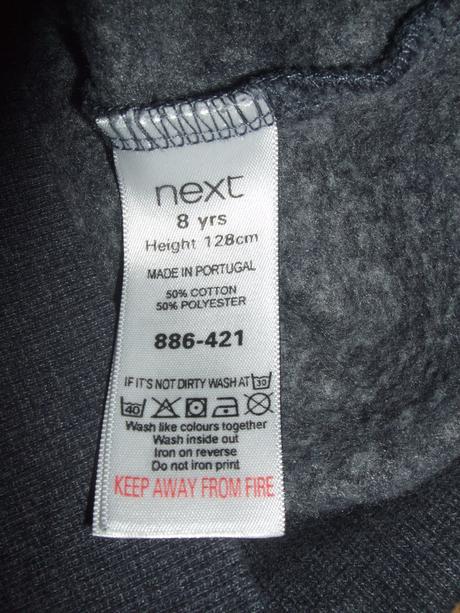 next
8 yrs
Height 128cm
MADE IN PORTUGAL
50% COTTON
50% POLYESTER
886-421
IF IT'S NOT DIRTY WASH AT 30
40
Wash like colours together
Wash inside out
Iron on reverse
Do not iron print
KEEP AWAY FROM FIRE